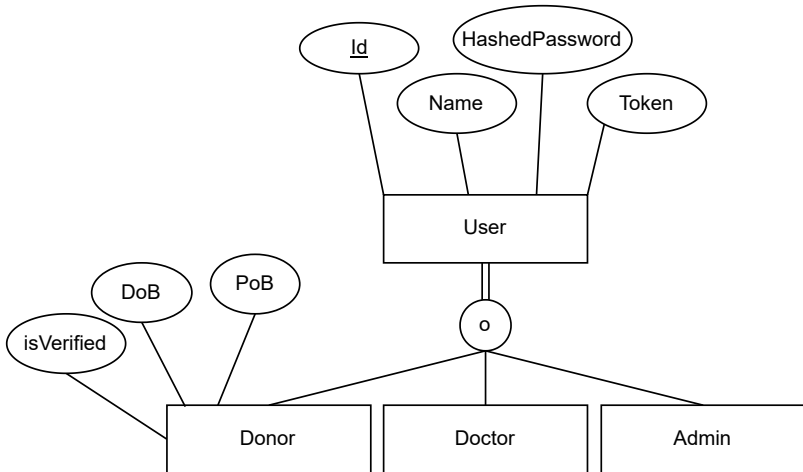 Id
HashedPassword
Name
Token
User
DoB
PoB
isVerified
o
Donor
Doctor
Admin